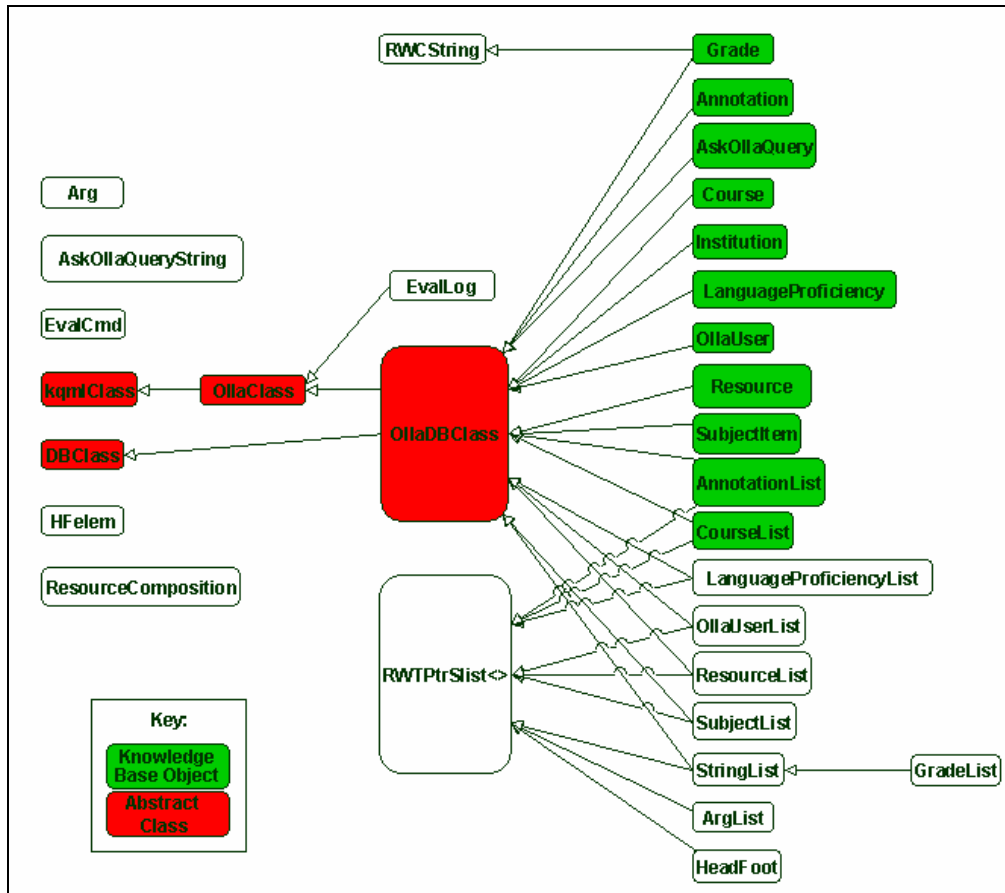 RWCString
Grade
Annotation
AskOllaQuery
Arg
Course
AskOllaQueryString
Institution
EvalLog
LanguageProficiency
EvalCmd
OllaUser
kqmlClass
OllaClass
Resource
OllaDBClass
SubjectItem
DBClass
AnnotationList
HFelem
CourseList
ResourceComposition
LanguageProficiencyList
OllaUserList
RWTPtrSlist<>
ResourceList
SubjectList
Key:
Knowledge
Base Object
StringList
GradeList
Abstract
Class
ArgList
HeadFoot